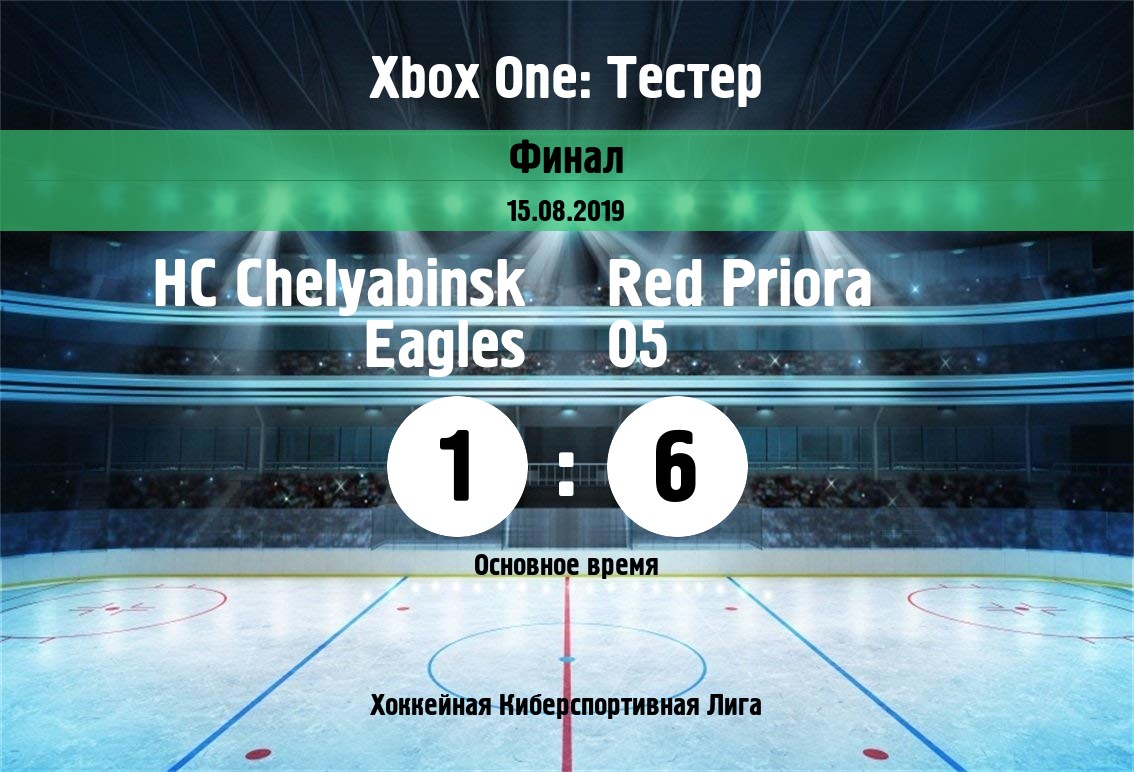 Xbox One: Тестер
Финал
15.08.2019
HC Chelyabinsk
Eagles
Red Priora
05
1 : 6
Основное время
Хоккейная Киберспортивная Лига